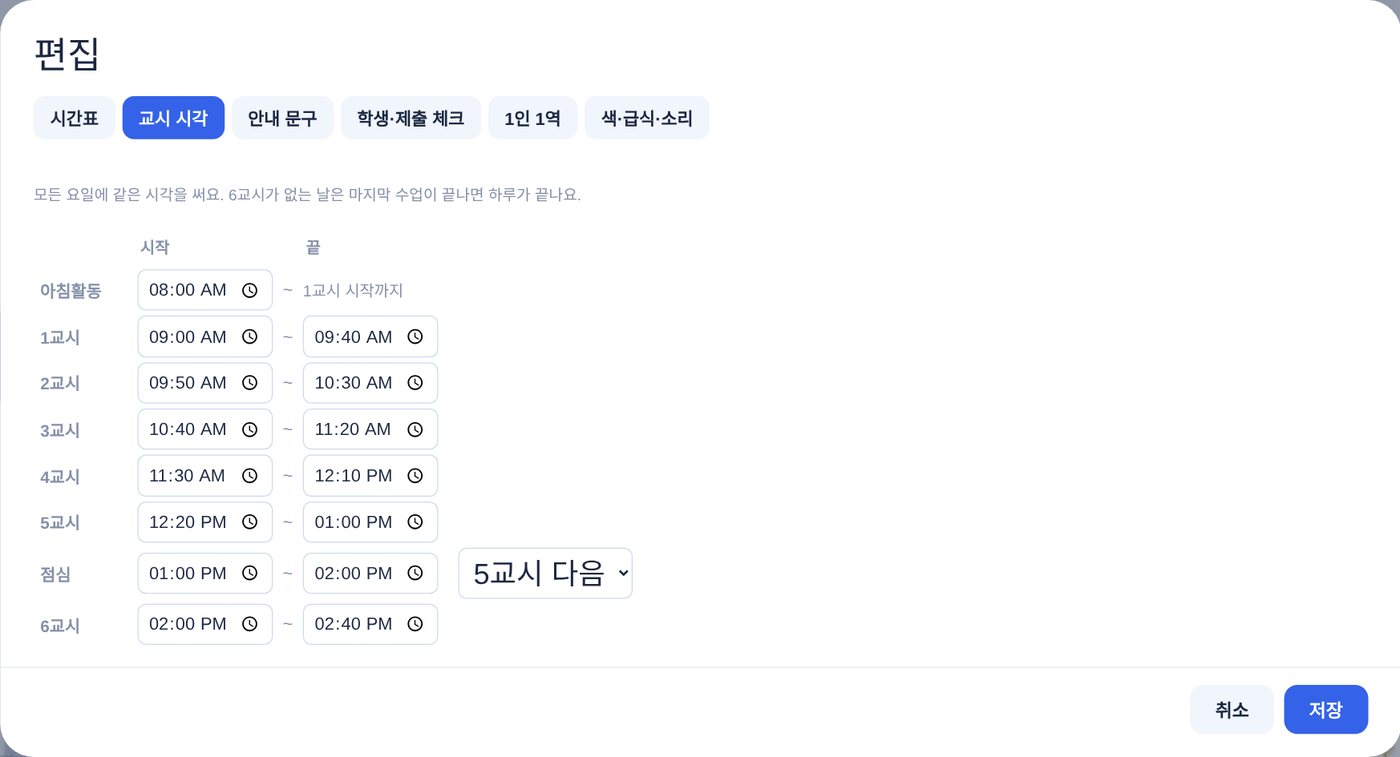 편집
시간표 교시 시각 안내 문구 학생·제출 체크 1인 1역 색·급식·소리
모든 요일에 같은 시각을 써요. 6교시가 없는 날은 마지막 수업이 끝나면 하루가 끝나요.
시작 끝
아침활동 08:00 AM ~ 1교시 시작까지
1교시 09:00 AM ~ 09:40 AM
2교시 09:50 AM ~ 10:30 AM
3교시 10:40 AM ~ 11:20 AM
4교시 11:30 AM ~ 12:10 PM
5교시 12:20 PM ~ 01:00 PM
점심 01:00 PM ~ 02:00 PM 5교시 다음
6교시 02:00 PM ~ 02:40 PM
취소 저장